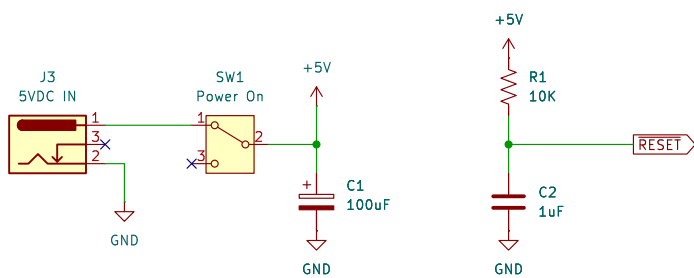 J3
5VDC IN
1
3
2
GND
SW1
Power On
1
2
3
+5V
+
C1
100uF
GND
+5V
R1
10K
RESET
C2
1uF
GND